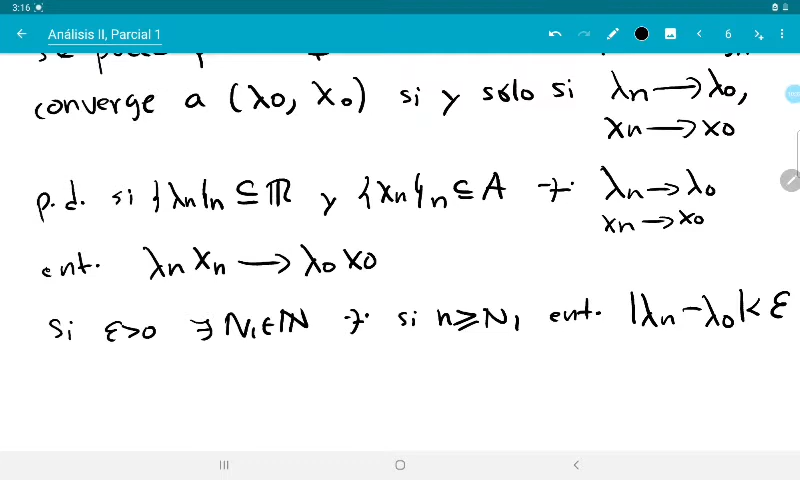 3:16
Análisis II, Parcial 1
6
converge a (λ0, x0) si y sólo si λn → λ0,
xn → x0
p.d. si {λn}n ⊆ ℝ y {xn}n ⊆ A ∋· λn → λ0
xn → x0
ent. λn xn → λ0 x0
Si ε>0 ∃ N1 ∈ ℕ ∋· si n ≥ N1 ent. |λn - λ0| < ε